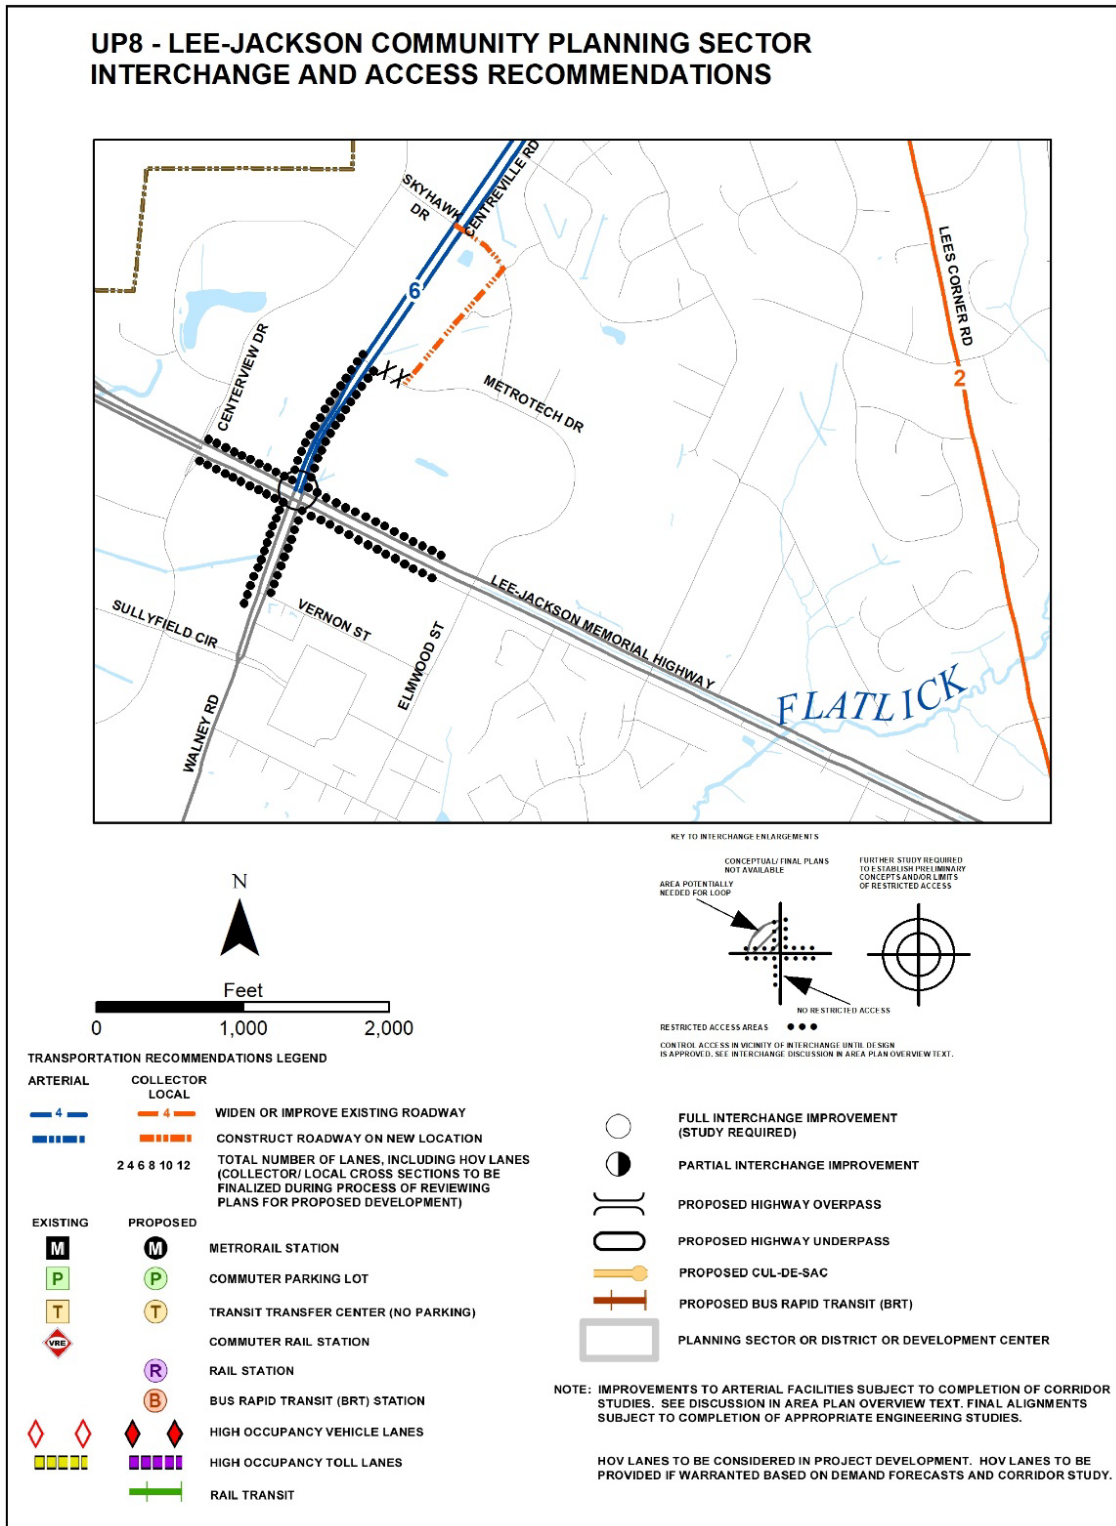 UP8 - LEE-JACKSON COMMUNITY PLANNING SECTOR
INTERCHANGE AND ACCESS RECOMMENDATIONS
SKYHAWK
DR
CENTREVILLE RD
6
LEES CORNER RD
2
CENTERVIEW DR
METROTECH DR
LEE-JACKSON MEMORIAL HIGHWAY
SULLYFIELD CIR
VERNON ST
ELMWOOD ST
WALNEY RD
FLATLICK
KEY TO INTERCHANGE ENLARGEMENTS
CONCEPTUAL/ FINAL PLANS
NOT AVAILABLE
FURTHER STUDY REQUIRED
TO ESTABLISH PRELIMINARY
CONCEPTS AND/OR LIMITS
OF RESTRICTED ACCESS
AREA POTENTIALLY
NEEDED FOR LOOP
NO RESTRICTED ACCESS
RESTRICTED ACCESS AREAS
CONTROL ACCESS IN VICINITY OF INTERCHANGE UNTIL DESIGN
IS APPROVED. SEE INTERCHANGE DISCUSSION IN AREA PLAN OVERVIEW TEXT.
N
Feet
0 1,000 2,000
TRANSPORTATION RECOMMENDATIONS LEGEND
ARTERIAL COLLECTOR
LOCAL
4 4 WIDEN OR IMPROVE EXISTING ROADWAY
CONSTRUCT ROADWAY ON NEW LOCATION
2 4 6 8 10 12 TOTAL NUMBER OF LANES, INCLUDING HOV LANES
(COLLECTOR/ LOCAL CROSS SECTIONS TO BE
FINALIZED DURING PROCESS OF REVIEWING
PLANS FOR PROPOSED DEVELOPMENT)
EXISTING PROPOSED
M M METRORAIL STATION
P P COMMUTER PARKING LOT
T T TRANSIT TRANSFER CENTER (NO PARKING)
VRE COMMUTER RAIL STATION
R RAIL STATION
B BUS RAPID TRANSIT (BRT) STATION
HIGH OCCUPANCY VEHICLE LANES
HIGH OCCUPANCY TOLL LANES
RAIL TRANSIT
FULL INTERCHANGE IMPROVEMENT
(STUDY REQUIRED)
PARTIAL INTERCHANGE IMPROVEMENT
PROPOSED HIGHWAY OVERPASS
PROPOSED HIGHWAY UNDERPASS
PROPOSED CUL-DE-SAC
PROPOSED BUS RAPID TRANSIT (BRT)
PLANNING SECTOR OR DISTRICT OR DEVELOPMENT CENTER
NOTE: IMPROVEMENTS TO ARTERIAL FACILITIES SUBJECT TO COMPLETION OF CORRIDOR
STUDIES. SEE DISCUSSION IN AREA PLAN OVERVIEW TEXT. FINAL ALIGNMENTS
SUBJECT TO COMPLETION OF APPROPRIATE ENGINEERING STUDIES.
HOV LANES TO BE CONSIDERED IN PROJECT DEVELOPMENT. HOV LANES TO BE
PROVIDED IF WARRANTED BASED ON DEMAND FORECASTS AND CORRIDOR STUDY.